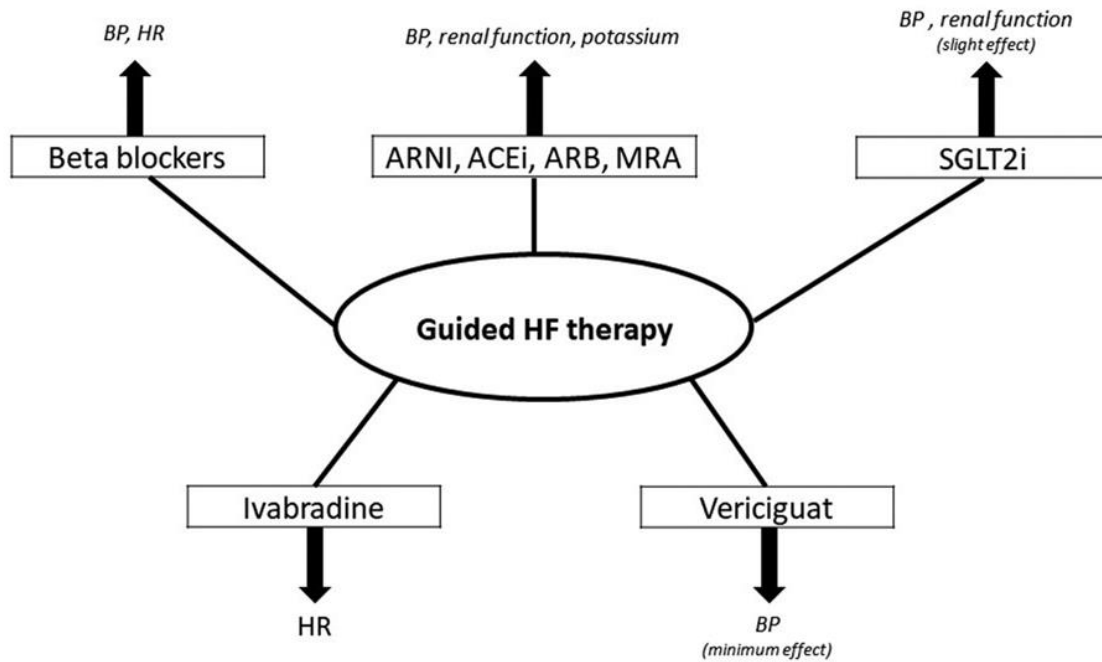 BP, HR
BP, renal function, potassium
BP , renal function
(slight effect)
Beta blockers
ARNI, ACEi, ARB, MRA
SGLT2i
Guided HF therapy
Ivabradine
Vericiguat
HR
BP
(minimum effect)